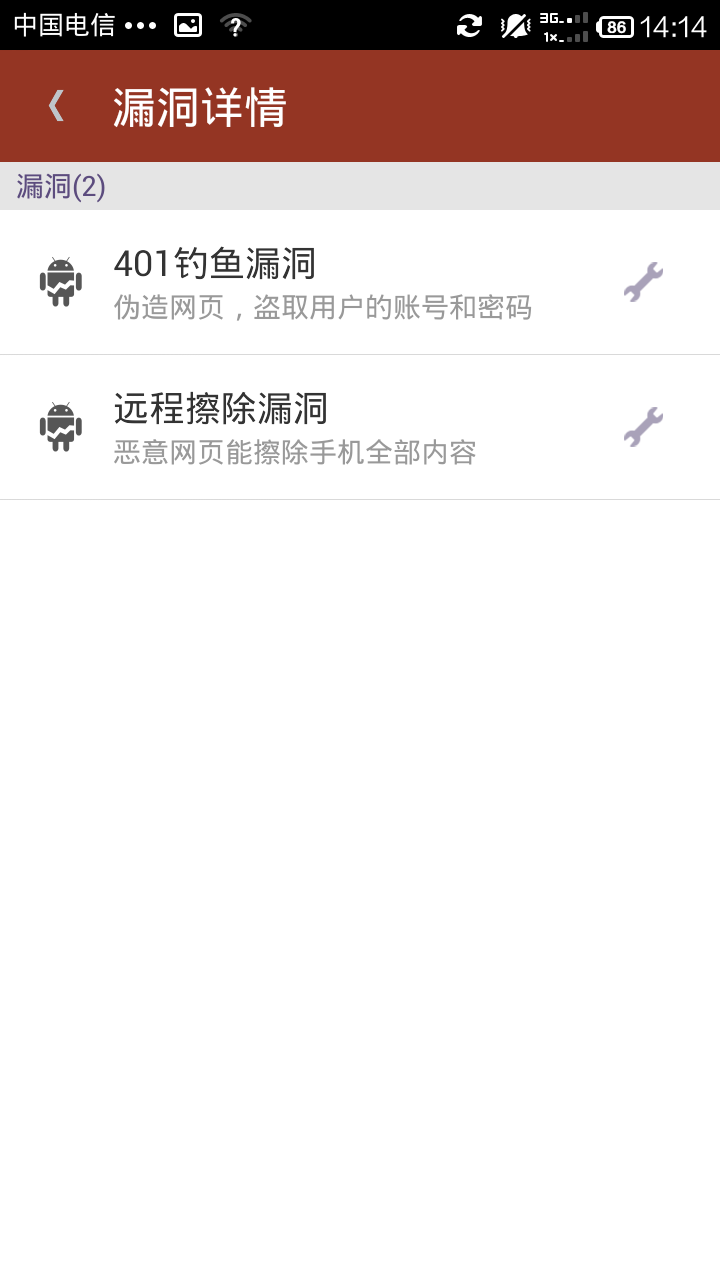 中国电信 ••• 3G 1x 86 14:14
漏洞详情
漏洞(2)
401钓鱼漏洞
伪造网页，盗取用户的账号和密码
远程擦除漏洞
恶意网页能擦除手机全部内容